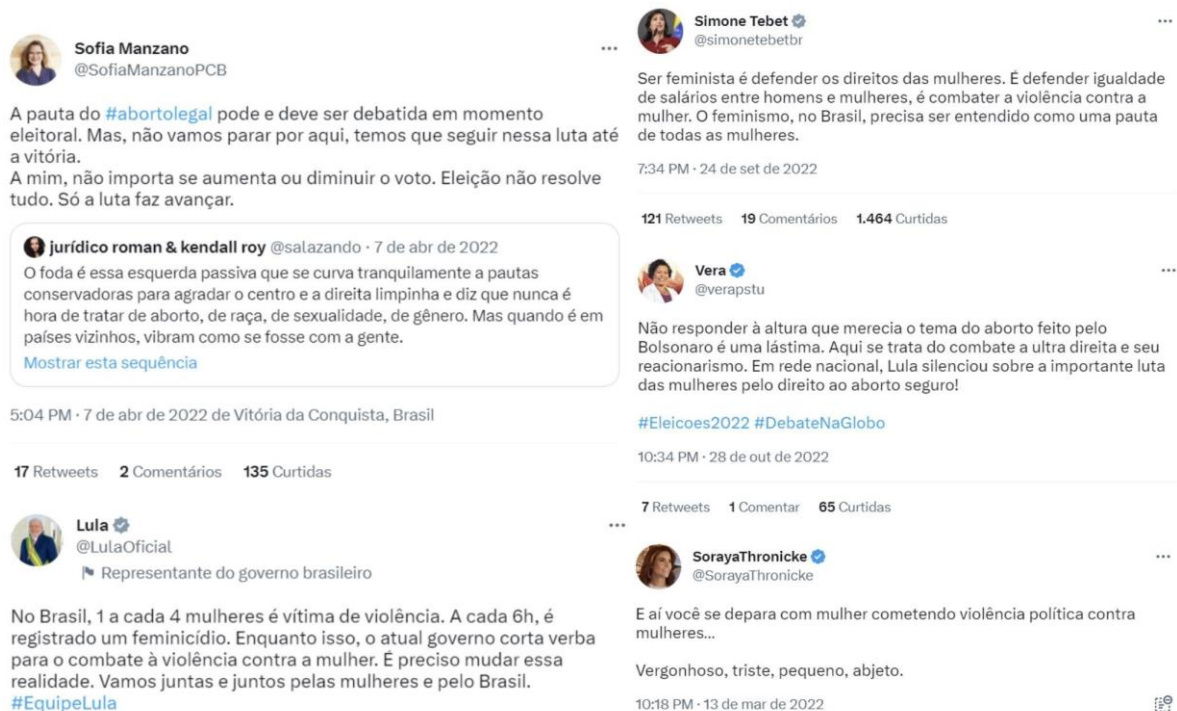 Sofia Manzano
@SofiaManzanoPCB
A pauta do #abortolegal pode e deve ser debatida em momento
eleitoral. Mas, não vamos parar por aqui, temos que seguir nessa luta até
a vitória.
A mim, não importa se aumenta ou diminuir o voto. Eleição não resolve
tudo. Só a luta faz avançar.
jurídico roman & kendall roy @salazando · 7 de abr de 2022
O foda é essa esquerda passiva que se curva tranquilamente a pautas
conservadoras para agradar o centro e a direita limpinha e diz que nunca é
hora de tratar de aborto, de raça, de sexualidade, de gênero. Mas quando é em
países vizinhos, vibram como se fosse com a gente.
Mostrar esta sequência
5:04 PM · 7 de abr de 2022 de Vitória da Conquista, Brasil
17 Retweets 2 Comentários 135 Curtidas
Lula
@LulaOficial
Representante do governo brasileiro
No Brasil, 1 a cada 4 mulheres é vítima de violência. A cada 6h, é
registrado um feminicídio. Enquanto isso, o atual governo corta verba
para o combate à violência contra a mulher. É preciso mudar essa
realidade. Vamos juntas e juntos pelas mulheres e pelo Brasil.
#EquipeLula
Simone Tebet
@simonetebetbr
Ser feminista é defender os direitos das mulheres. É defender igualdade
de salários entre homens e mulheres, é combater a violência contra a
mulher. O feminismo, no Brasil, precisa ser entendido como uma pauta
de todas as mulheres.
7:34 PM · 24 de set de 2022
121 Retweets 19 Comentários 1.464 Curtidas
Vera
@verapstu
Não responder à altura que merecia o tema do aborto feito pelo
Bolsonaro é uma lástima. Aqui se trata do combate a ultra direita e seu
reacionarismo. Em rede nacional, Lula silenciou sobre a importante luta
das mulheres pelo direito ao aborto seguro!
#Eleicoes2022 #DebateNaGlobo
10:34 PM · 28 de out de 2022
7 Retweets 1 Comentar 65 Curtidas
SorayaThronicke
@SorayaThronicke
E aí você se depara com mulher cometendo violência política contra
mulheres...
Vergonhoso, triste, pequeno, abjeto.
10:18 PM · 13 de mar de 2022